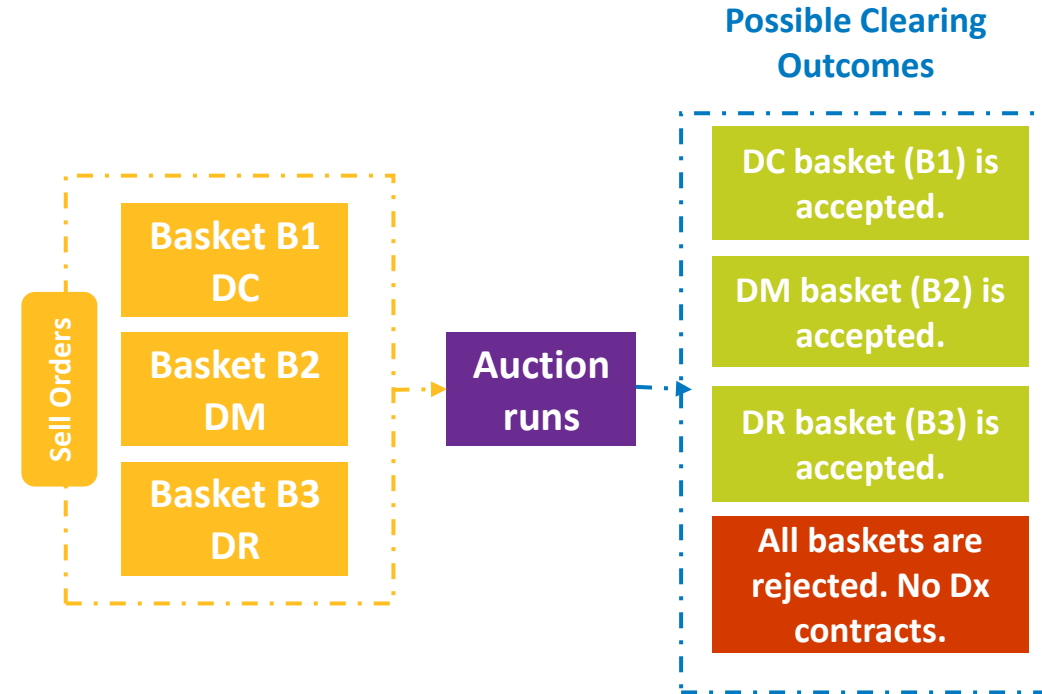 Possible Clearing
Outcomes
Sell Orders
Basket B1
DC
Basket B2
DM
Basket B3
DR
Auction
runs
DC basket (B1) is
accepted.
DM basket (B2) is
accepted.
DR basket (B3) is
accepted.
All baskets are
rejected. No Dx
contracts.